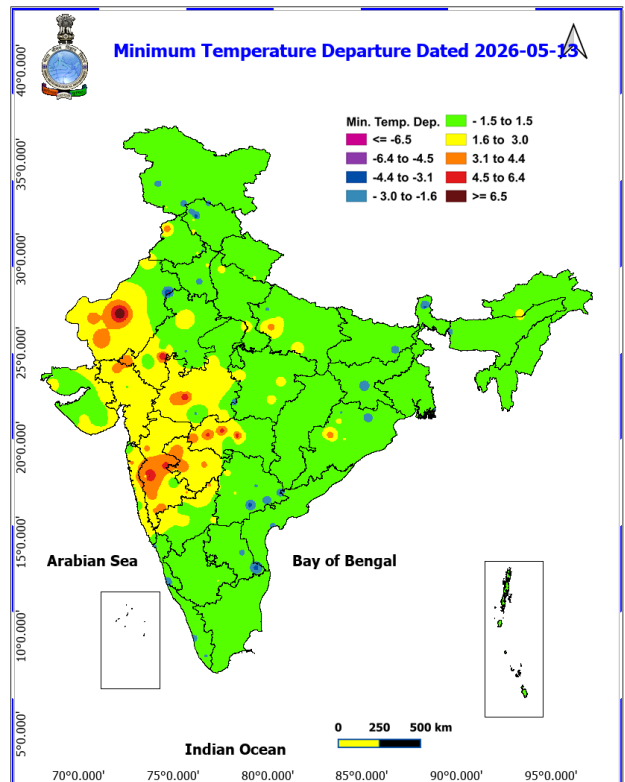 Minimum Temperature Departure Dated 2026-05-13
Min. Temp. Dep.
<= -6.5
-6.4 to -4.5
-4.4 to -3.1
- 3.0 to -1.6
- 1.5 to 1.5
1.6 to 3.0
3.1 to 4.4
4.5 to 6.4
>= 6.5
40°0.000'
35°0.000'
30°0.000'
25°0.000'
20°0.000'
15°0.000'
10°0.000'
5°0.000'
Arabian Sea
Bay of Bengal
Indian Ocean
0 250 500 km
70°0.000' 75°0.000' 80°0.000' 85°0.000' 90°0.000' 95°0.000'